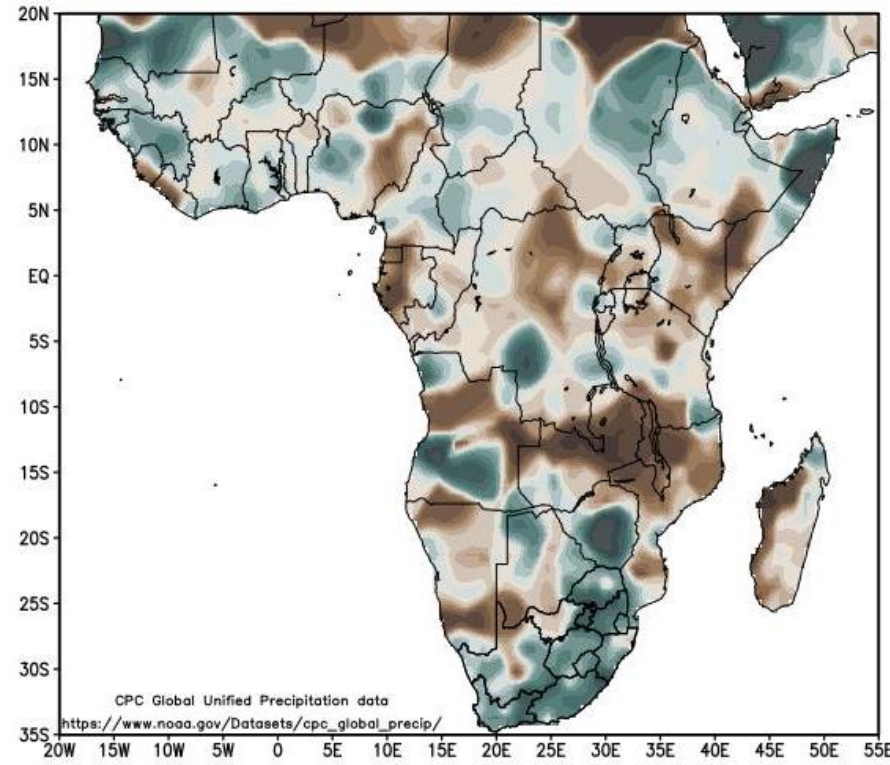 20N
15N
10N
5N
EQ
5S
10S
15S
20S
25S
30S
35S
CPC Global Unified Precipitation data
https://www.noaa.gov/Datasets/cpc_global_precip/
20W 15W 10W 5W 0 5E 10E 15E 20E 25E 30E 35E 40E 45E 50E 55E